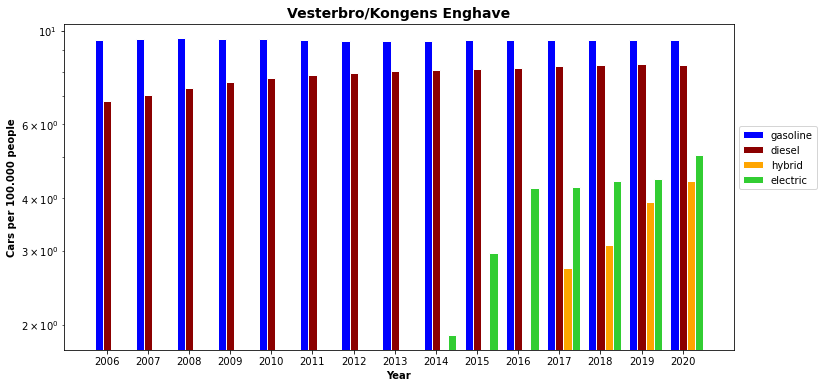 Vesterbro/Kongens Enghave
10¹
6 × 10⁰
4 × 10⁰
3 × 10⁰
2 × 10⁰
Cars per 100.000 people
2006 2007 2008 2009 2010 2011 2012 2013 2014 2015 2016 2017 2018 2019 2020
Year
gasoline
diesel
hybrid
electric